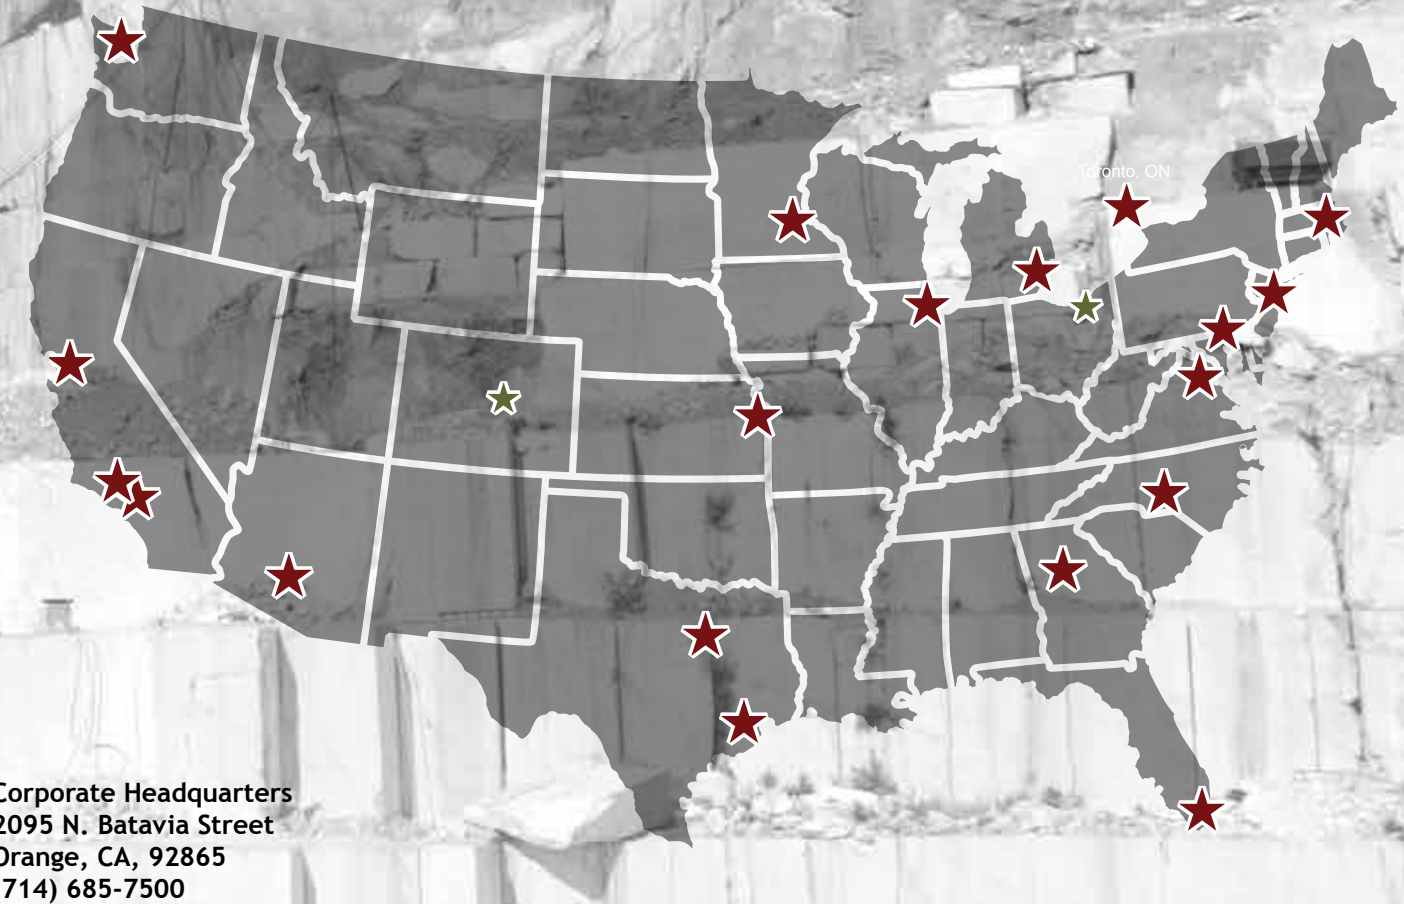 Toronto, ON
Corporate Headquarters
2095 N. Batavia Street
Orange, CA, 92865
(714) 685-7500